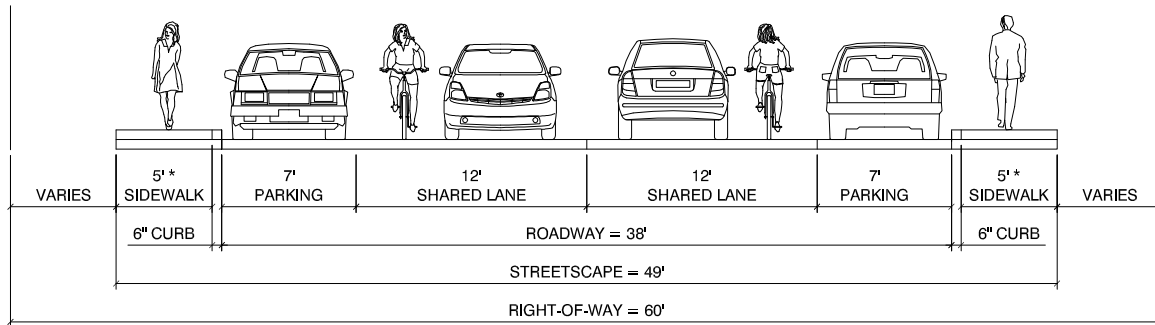 5' * 7' 12' 12' 7' 5' *
VARIES SIDEWALK PARKING SHARED LANE SHARED LANE PARKING SIDEWALK VARIES
6" CURB ROADWAY = 38' 6" CURB
STREETSCAPE = 49'
RIGHT-OF-WAY = 60'